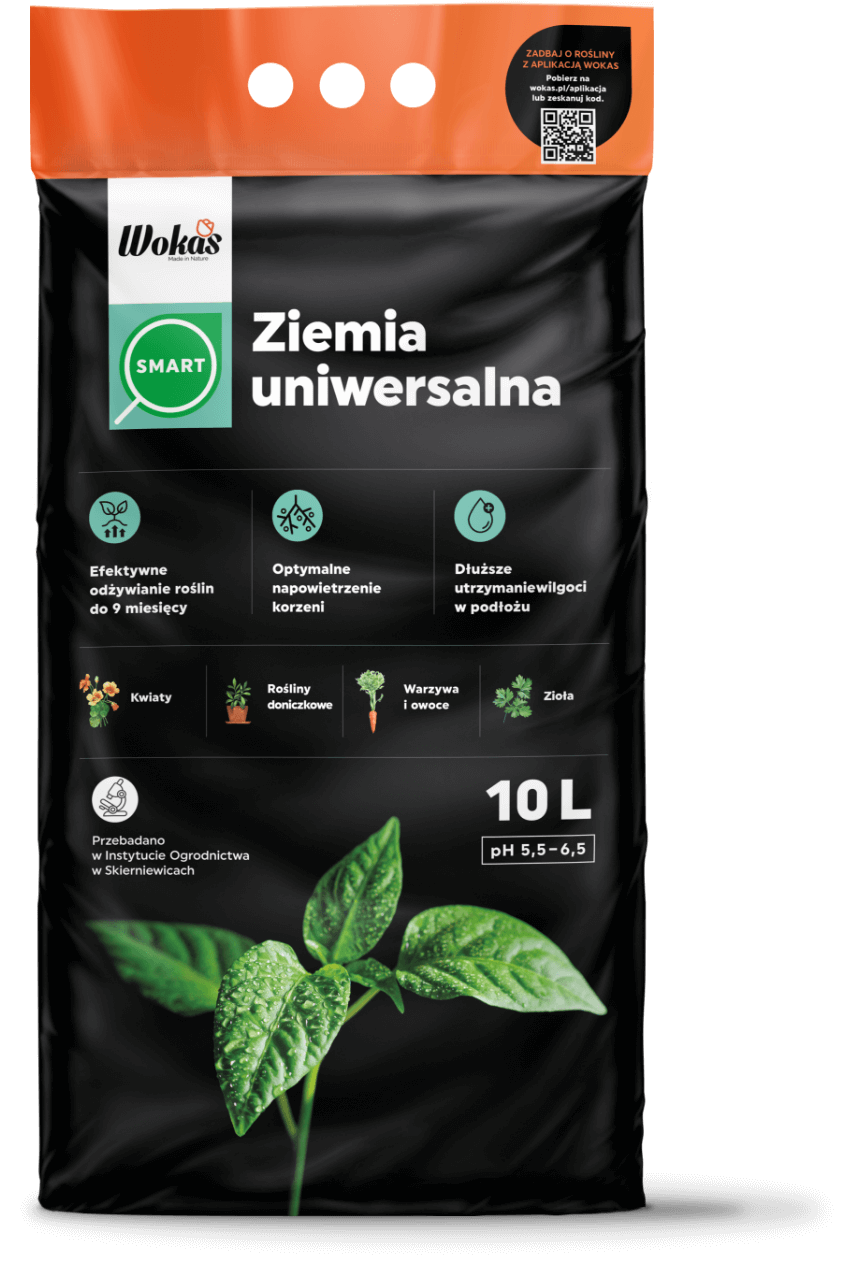 ZADBAJ O ROŚLINY
Z APLIKACJĄ WOKAS
Pobierz na
wokas.pl/aplikacja
lub zeskanuj kod.
Wokas
Made in Nature
SMART
Ziemia
uniwersalna
Efektywne
odżywianie roślin
do 9 miesięcy
Optymalne
napowietrzenie
korzeni
Dłuższe
utrzymaniewilgoci
w podłożu
Kwiaty
Rośliny
doniczkowe
Warzywa
i owoce
Zioła
Przebadano
w Instytucie Ogrodnictwa
w Skierniewicach
10 L
pH 5,5–6,5